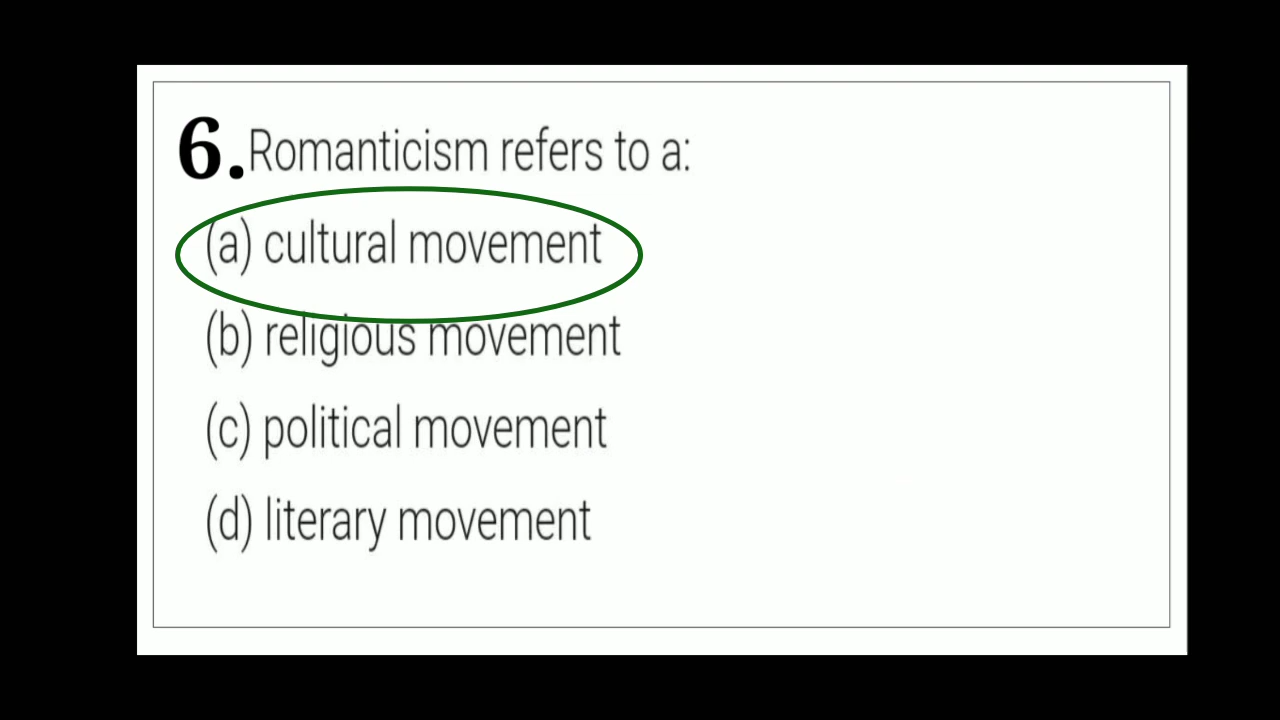 6. Romanticism refers to a:
(a) cultural movement
(b) religious movement
(c) political movement
(d) literary movement